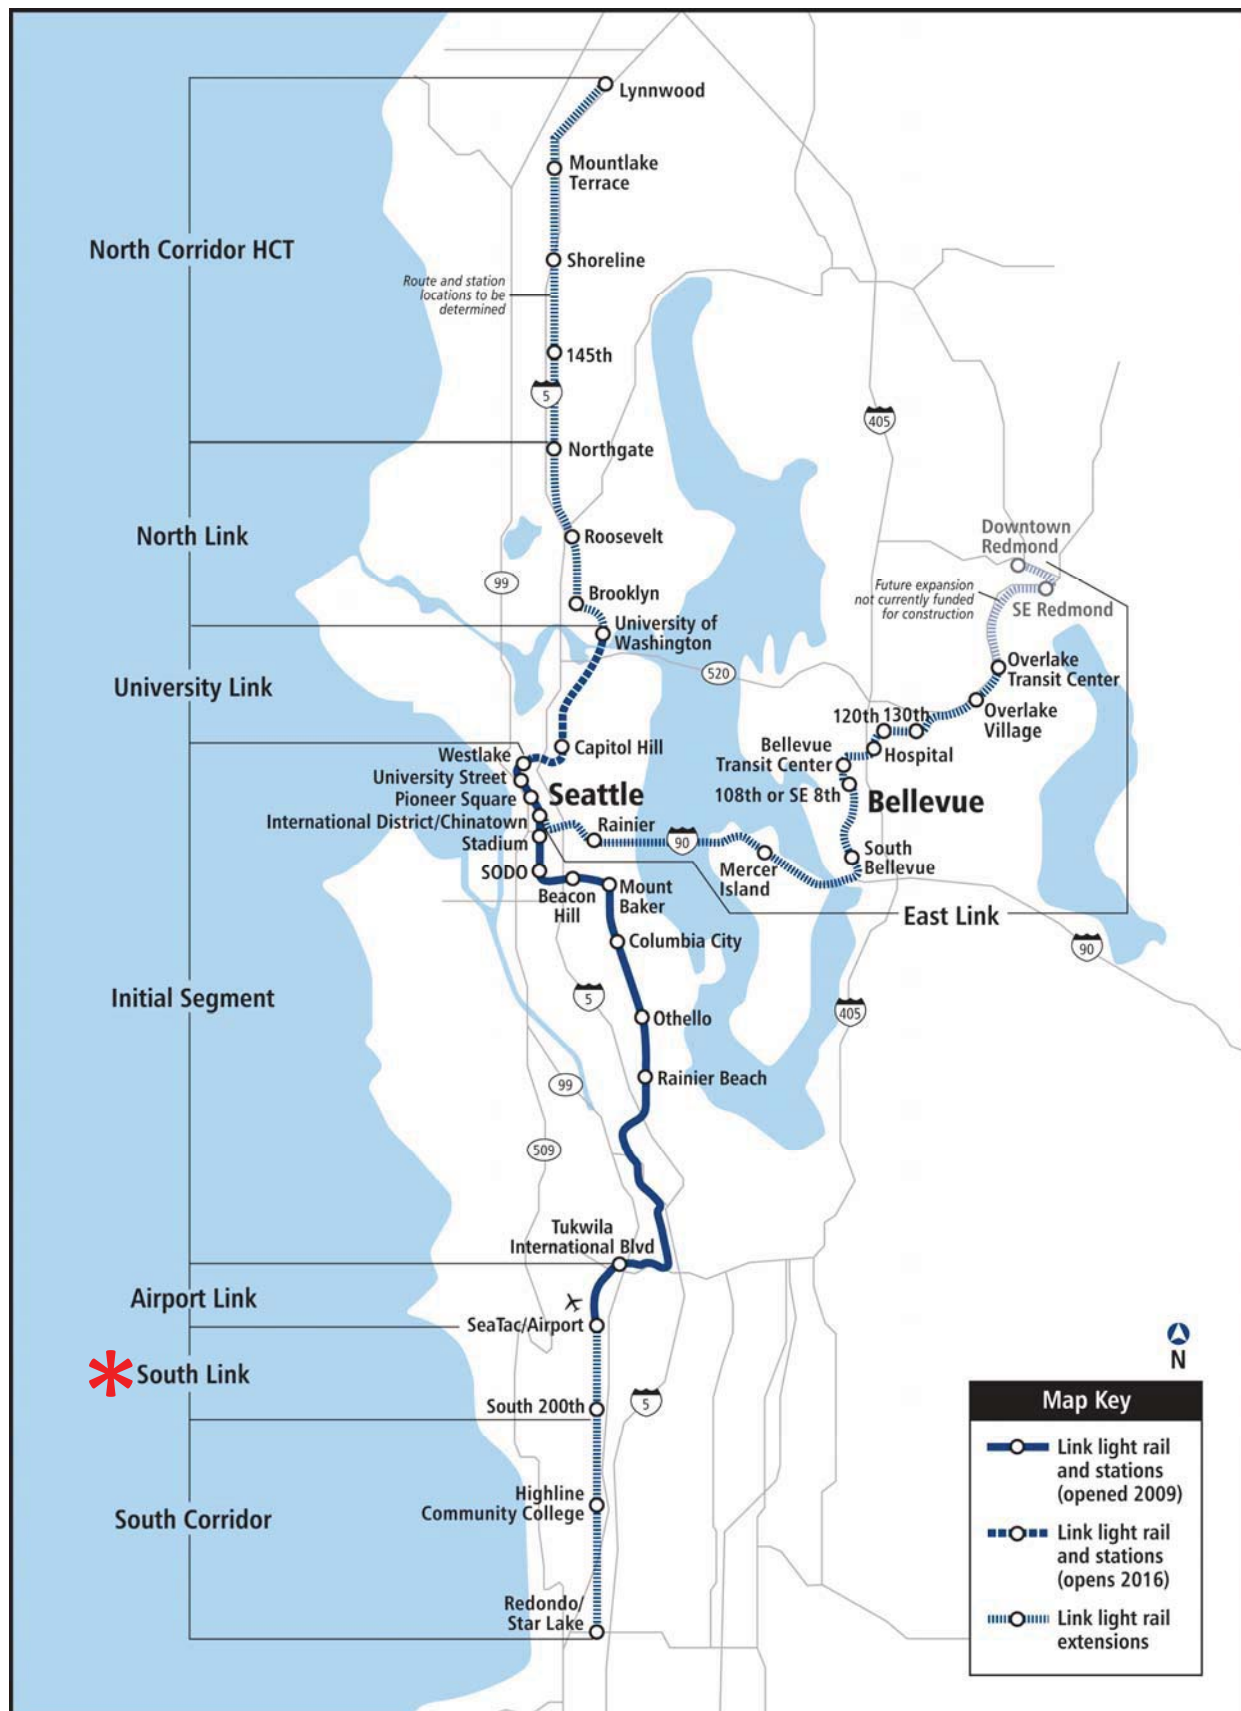 Lynnwood
Mountlake
Terrace
North Corridor HCT
Shoreline
Route and station
locations to be
determined
145th
5
405
Northgate
North Link
Roosevelt
Downtown
Redmond
99
Brooklyn
Future expansion
not currently funded
for construction
SE Redmond
University of
Washington
520
Overlake
Transit Center
University Link
120th
130th
Overlake
Village
Capitol Hill
Bellevue
Transit Center
Hospital
Westlake
University Street
Pioneer Square
International District/Chinatown
Stadium
SODO
Seattle
108th or SE 8th
Bellevue
Rainier
90
Mercer
Island
South
Bellevue
Beacon
Hill
Mount
Baker
East Link
Columbia City
90
Initial Segment
5
405
Othello
Rainier Beach
99
509
Tukwila
International Blvd
Airport Link
SeaTac/Airport
* South Link
South 200th
5
Highline
Community College
South Corridor
Redondo/
Star Lake
N
Map Key
Link light rail
and stations
(opened 2009)
Link light rail
and stations
(opens 2016)
Link light rail
extensions